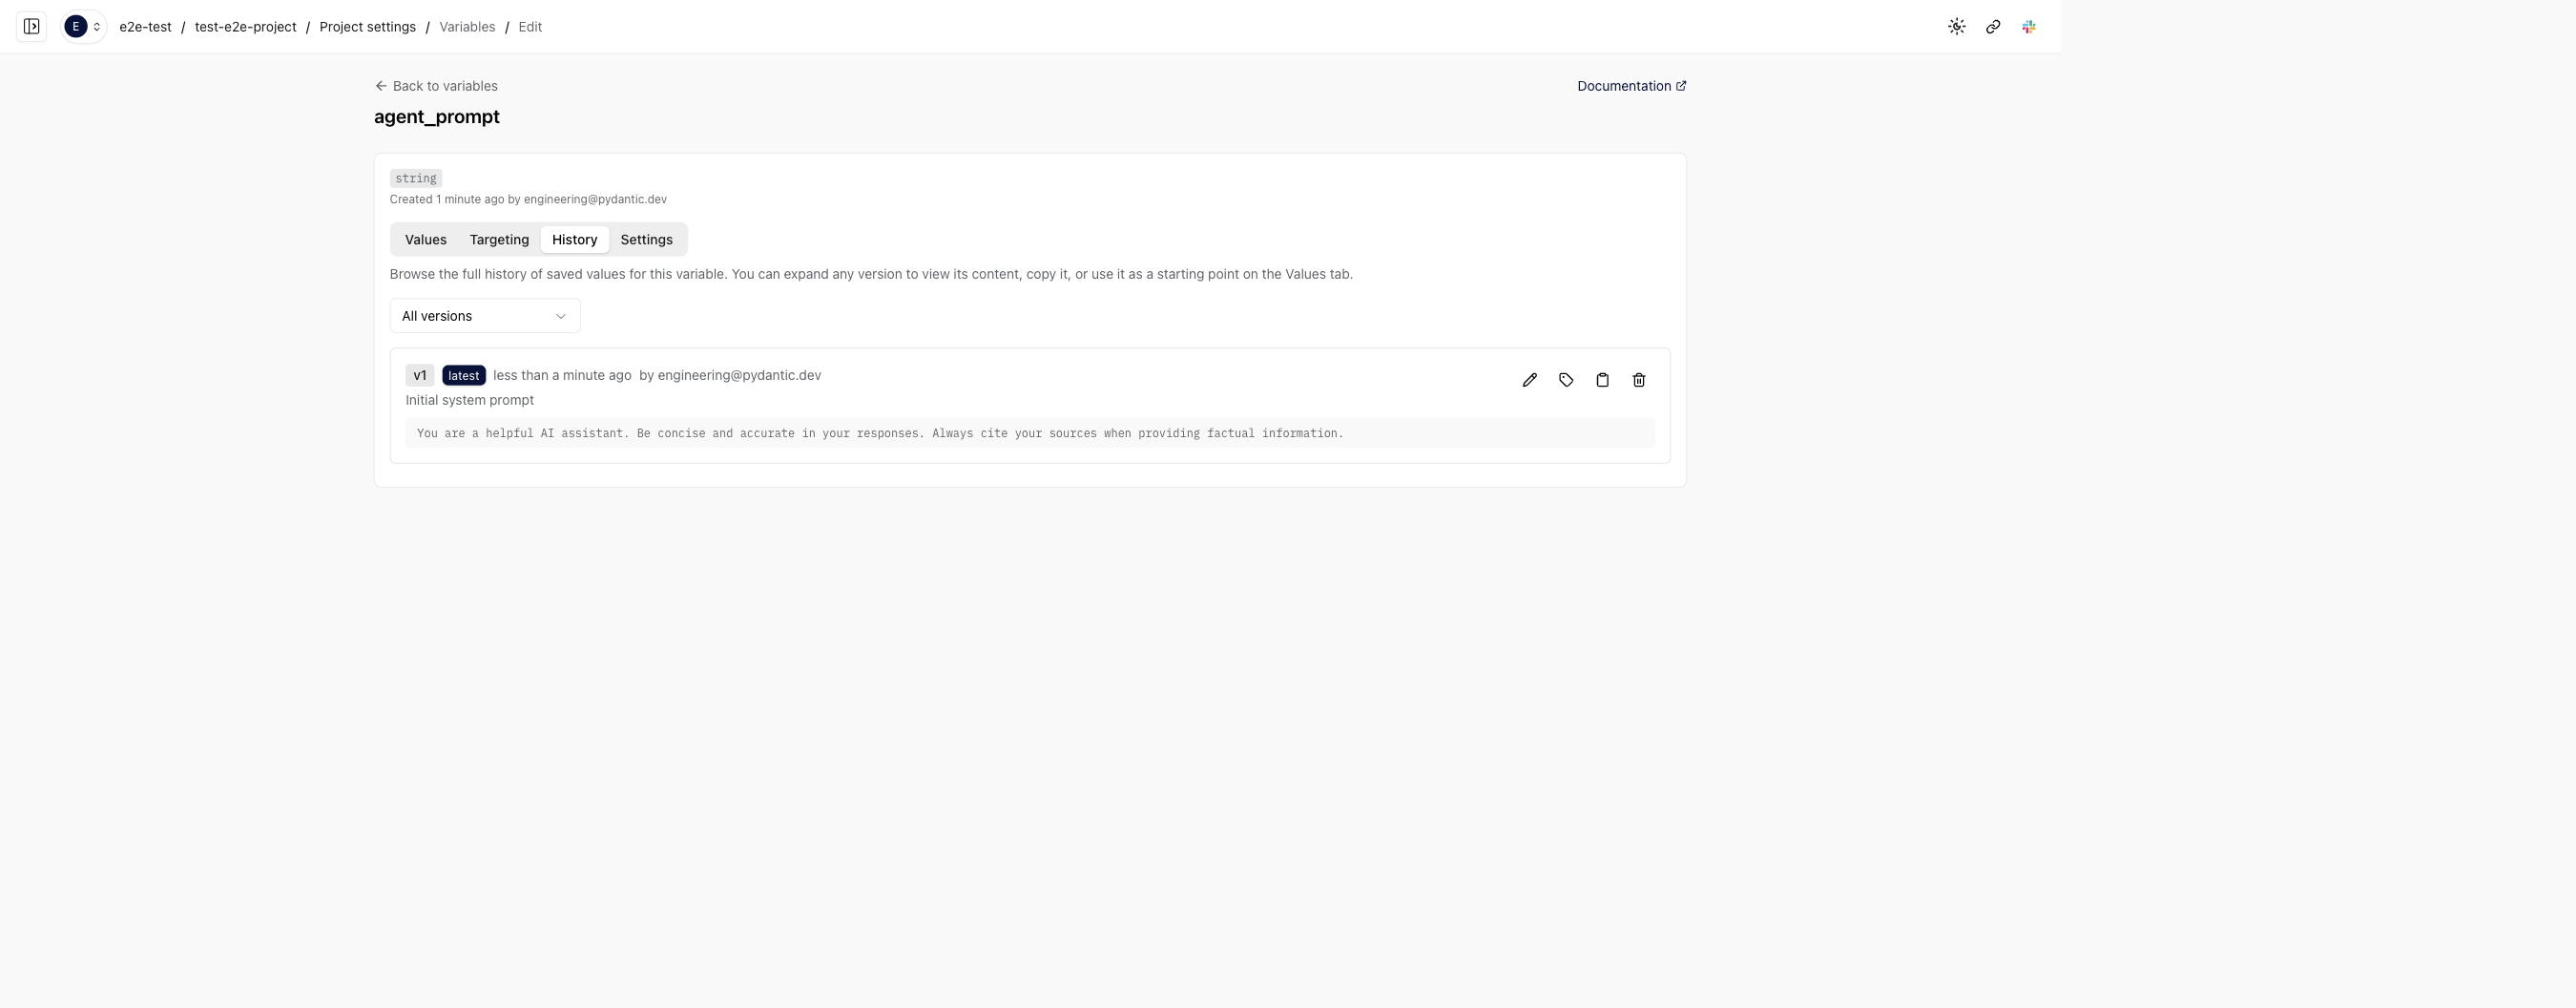 E e2e-test / test-e2e-project / Project settings / Variables / Edit
Back to variables
Documentation
agent_prompt
string
Created 1 minute ago by engineering@pydantic.dev
Values Targeting History Settings
Browse the full history of saved values for this variable. You can expand any version to view its content, copy it, or use it as a starting point on the Values tab.
All versions
v1 latest less than a minute ago by engineering@pydantic.dev
Initial system prompt
You are a helpful AI assistant. Be concise and accurate in your responses. Always cite your sources when providing factual information.